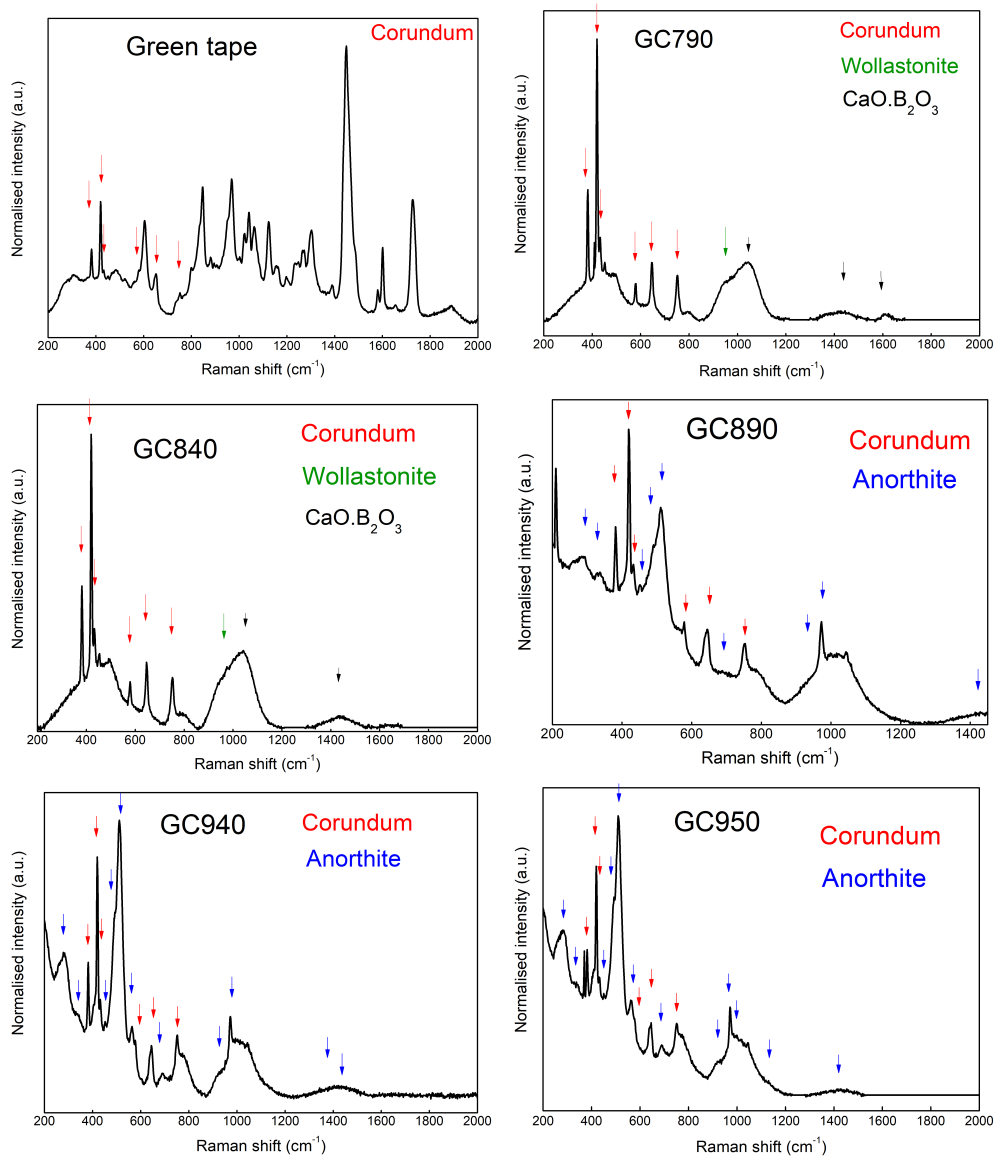 Green tape
Corundum
Normalised intensity (a.u.)
200 400 600 800 1000 1200 1400 1600 1800 2000
Raman shift (cm⁻¹)
GC790
Corundum
Wollastonite
CaO.B₂O₃
Normalised intensity (a.u.)
200 400 600 800 1000 1200 1400 1600 1800 2000
Raman shift (cm⁻¹)
GC840
Corundum
Wollastonite
CaO.B₂O₃
Normalised intensity (a.u.)
200 400 600 800 1000 1200 1400 1600 1800 2000
Raman shift (cm⁻¹)
GC890
Corundum
Anorthite
Normalised intensity (a.u.)
200 400 600 800 1000 1200 1400
Raman shift (cm⁻¹)
GC940
Corundum
Anorthite
Normalised intensity (a.u.)
200 400 600 800 1000 1200 1400 1600 1800 2000
Raman shift (cm⁻¹)
GC950
Corundum
Anorthite
Normalised intensity (a.u.)
200 400 600 800 1000 1200 1400 1600 1800 2000
Raman shift (cm⁻¹)